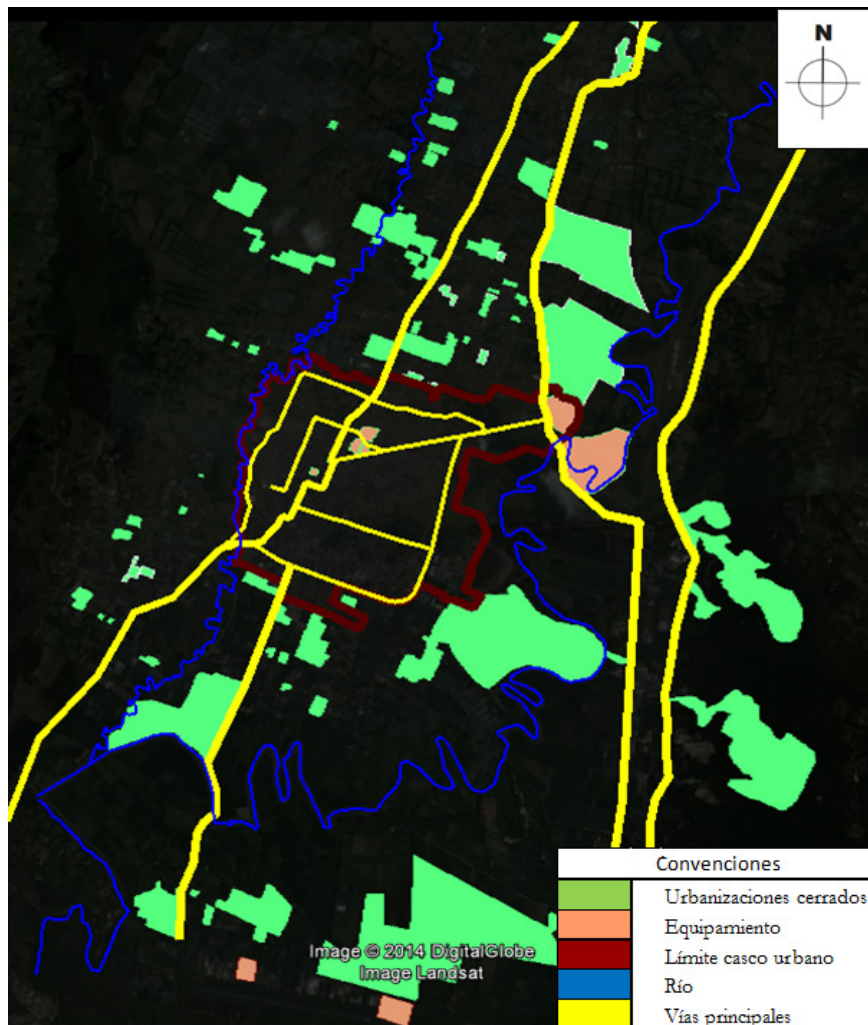 N
Image © 2014 DigitalGlobe
Image Landsat
Convenciones
Urbanizaciones cerrados
Equipamiento
Límite casco urbano
Río
Vías principales